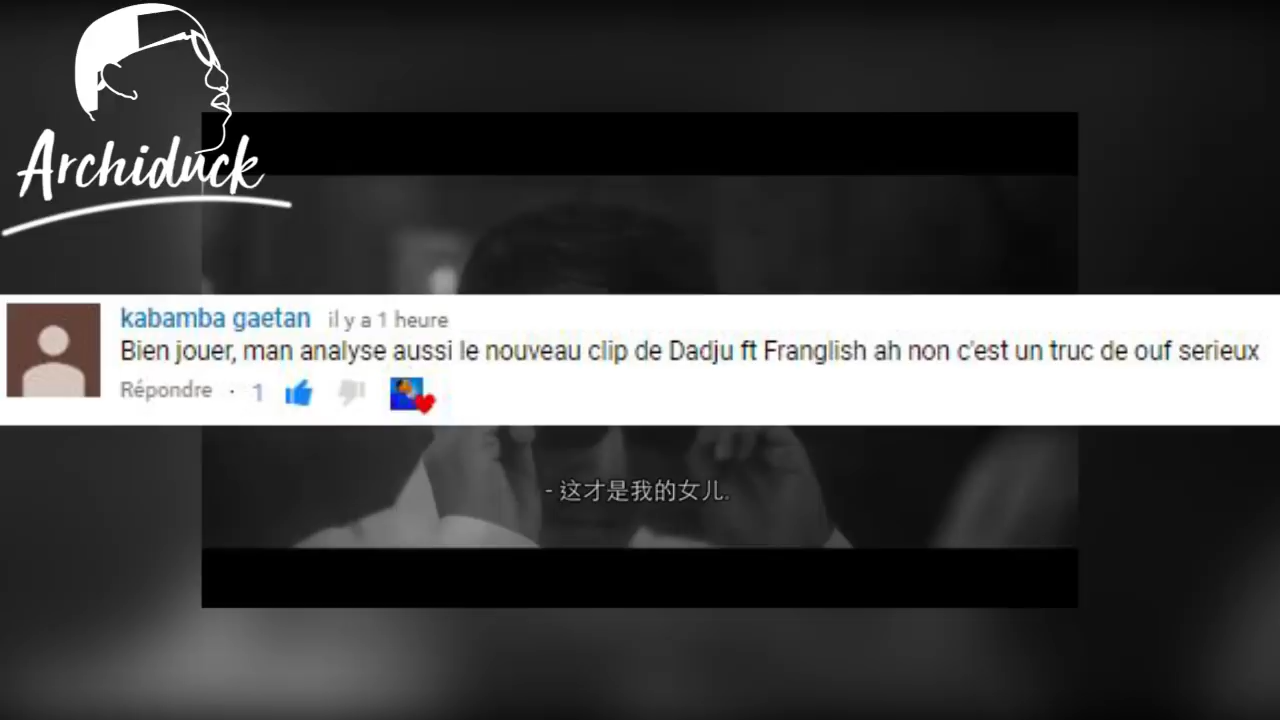 Archiduck
kabamba gaetan il y a 1 heure
Bien jouer, man analyse aussi le nouveau clip de Dadju ft Franglish ah non c'est un truc de ouf serieux
Répondre · 1
- 这才是我的女儿.